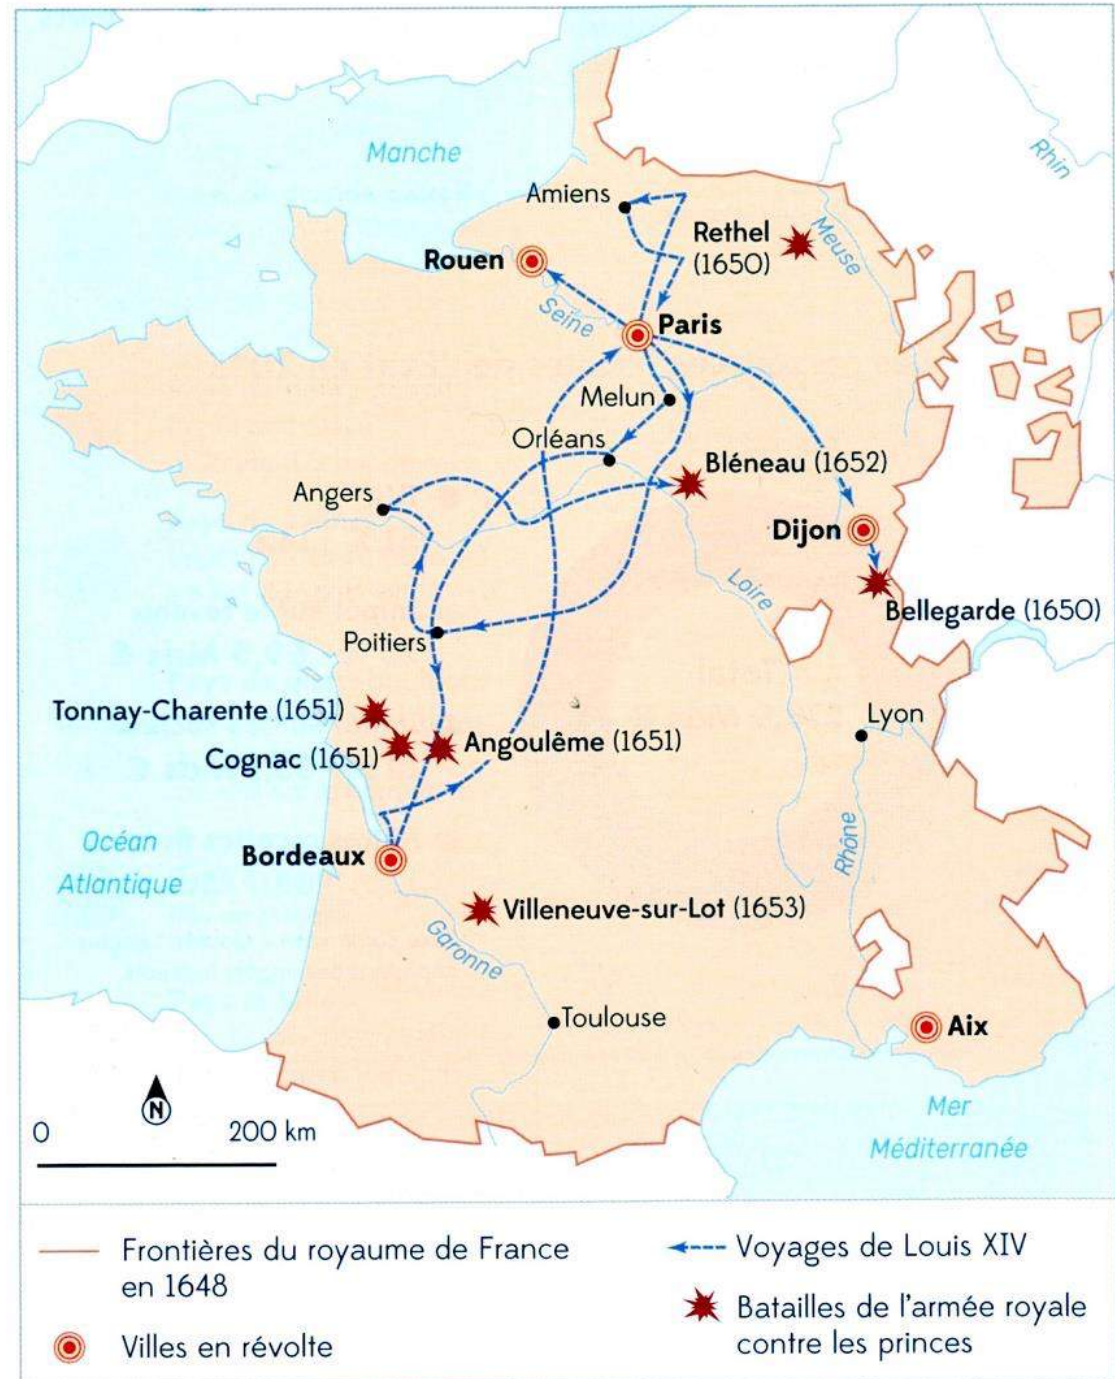 Manche
Rhin
Amiens
Rethel
(1650)
Meuse
Rouen
Seine
Paris
Melun
Orléans
Bléneau (1652)
Angers
Dijon
Loire
Bellegarde (1650)
Poitiers
Tonnay-Charente (1651)
Lyon
Cognac (1651)
Angoulême (1651)
Océan
Atlantique
Rhône
Bordeaux
Villeneuve-sur-Lot (1653)
Garonne
Toulouse
Aix
N
0 200 km
Mer
Méditerranée
Frontières du royaume de France
en 1648
Villes en révolte
Voyages de Louis XIV
Batailles de l'armée royale
contre les princes